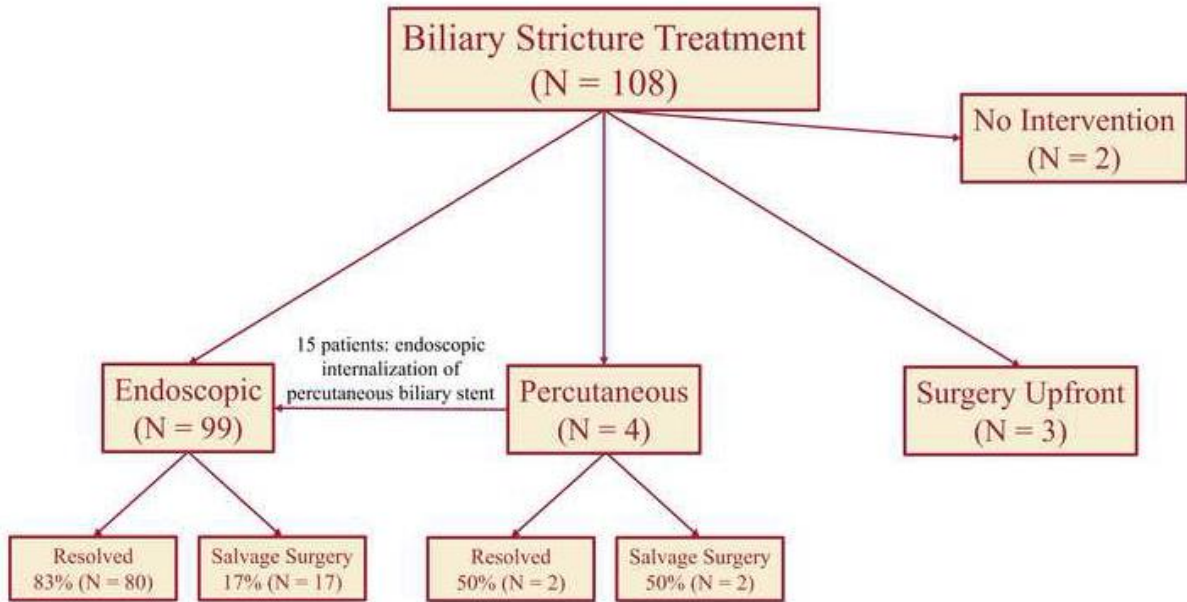 Biliary Stricture Treatment
(N = 108)
No Intervention
(N = 2)
15 patients: endoscopic
internalization of
percutaneous biliary stent
Endoscopic
(N = 99)
Percutaneous
(N = 4)
Surgery Upfront
(N = 3)
Resolved
83% (N = 80)
Salvage Surgery
17% (N = 17)
Resolved
50% (N = 2)
Salvage Surgery
50% (N = 2)